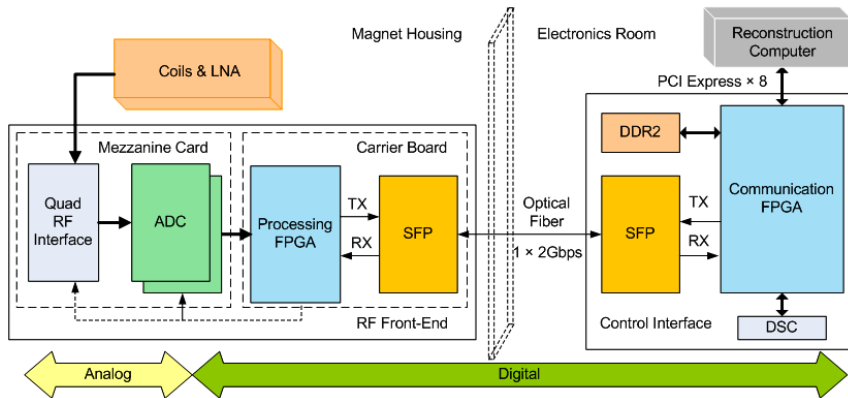 Magnet Housing
Electronics Room
Reconstruction
Computer
Coils & LNA
PCI Express × 8
Mezzanine Card
Carrier Board
Quad
RF
Interface
ADC
Processing
FPGA
TX
RX
SFP
Optical
Fiber
1 × 2Gbps
DDR2
SFP
TX
RX
Communication
FPGA
RF Front-End
Control Interface
DSC
Analog
Digital